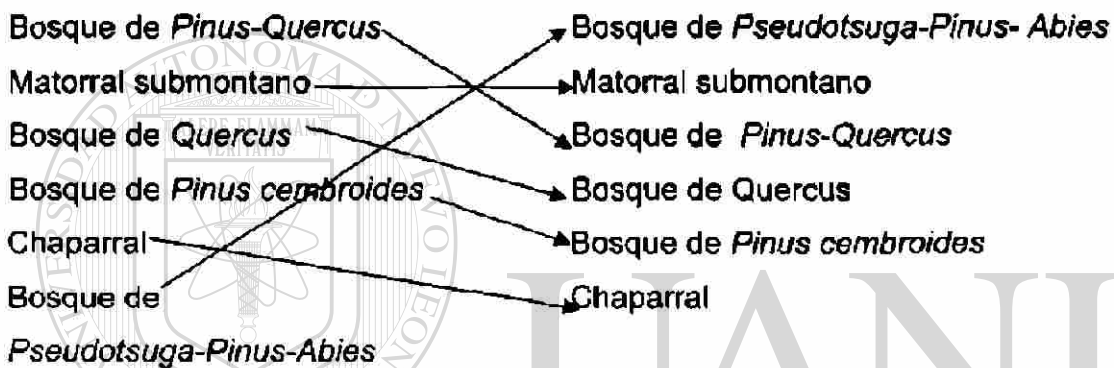 Bosque de Pinus-Quercus
Matorral submontano
Bosque de Quercus
Bosque de Pinus cembroides
Chaparral
Bosque de
Pseudotsuga-Pinus-Abies
Bosque de Pseudotsuga-Pinus- Abies
Matorral submontano
Bosque de Pinus-Quercus
Bosque de Quercus
Bosque de Pinus cembroides
Chaparral
UANL